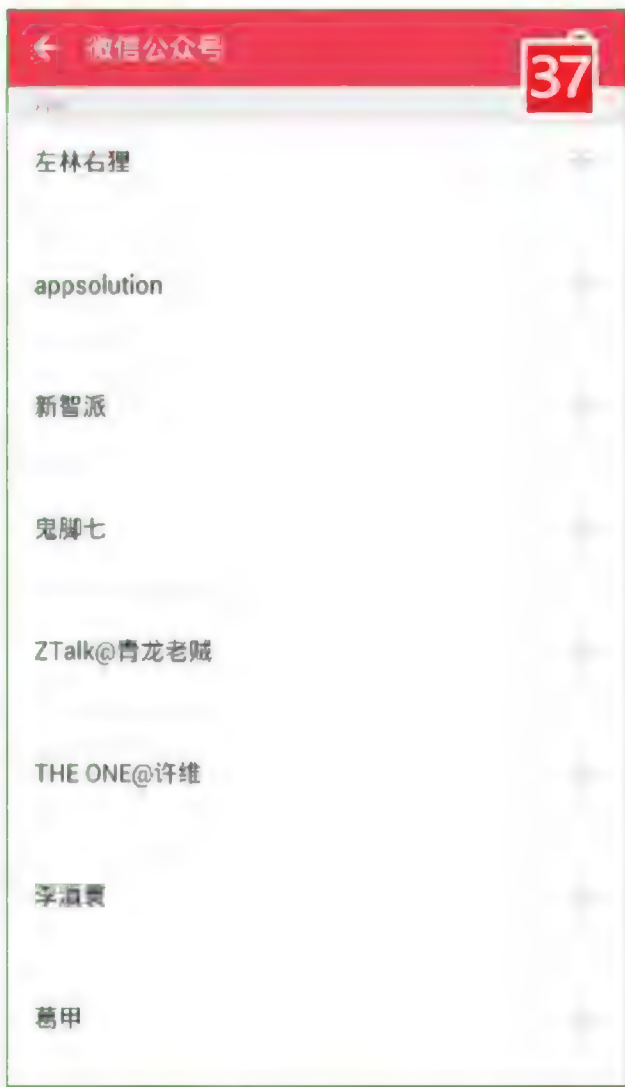 微信公众号
37
左林右狸
appsolution
新智派
鬼脚七
ZTalk@青龙老贼
THE ONE@许维
葛甲